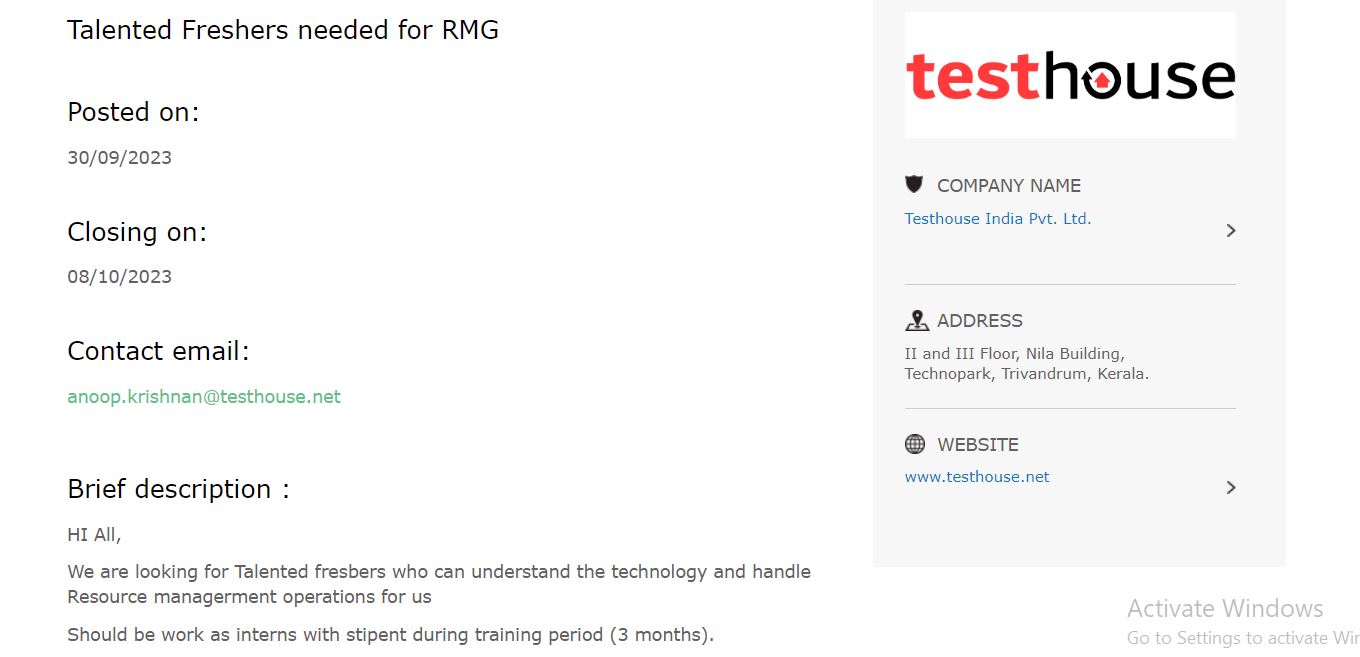 Talented Freshers needed for RMG
Posted on:
30/09/2023
Closing on:
08/10/2023
Contact email:
anoop.krishnan@testhouse.net
Brief description :
HI All,
We are looking for Talented fresbers who can understand the technology and handle
Resource managerment operations for us
Should be work as interns with stipent during training period (3 months).
testhouse
COMPANY NAME
Testhouse India Pvt. Ltd.
ADDRESS
II and III Floor, Nila Building,
Technopark, Trivandrum, Kerala.
WEBSITE
www.testhouse.net
Activate Windows
Go to Settings to activate Win